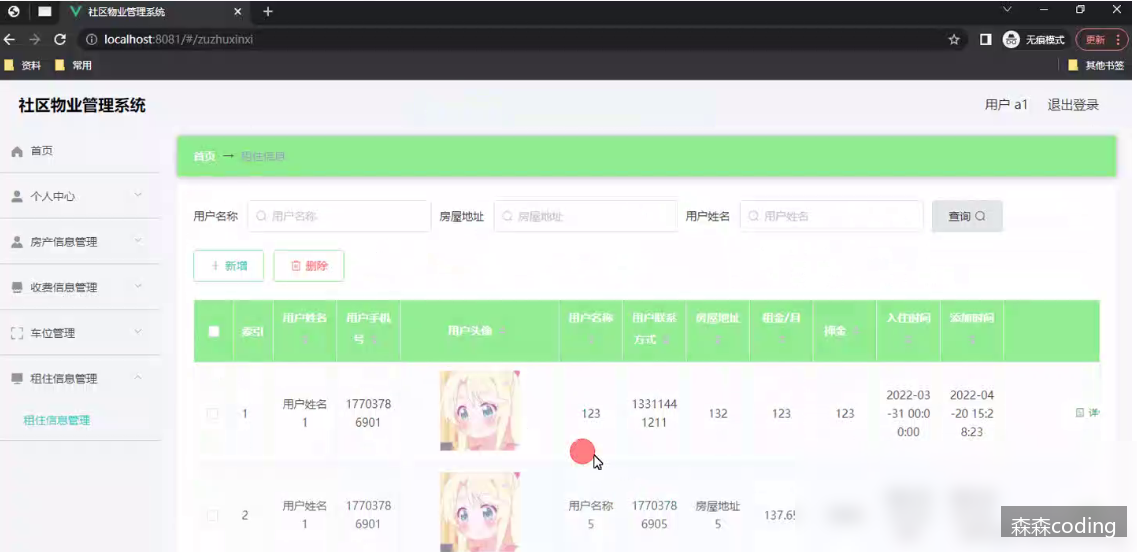 社区物业管理系统
localhost:8081/#/zuzhuxinxi
无痕模式
更新
资料
常用
其他书签
社区物业管理系统
用户 a1
退出登录
首页
个人中心
房产信息管理
收费信息管理
车位管理
租住信息管理
租住信息管理
首页 → 租住信息
用户名称 用户名称 房屋地址 房屋地址 用户姓名 用户姓名 查询
+ 新增 删除
索引 用户姓名 用户手机号 用户头像 用户名称 用户联系方式 房屋地址 租金/月 押金 入住时间 添加时间
1 用户姓名1 17703786901 123 13311441211 132 123 123 2022-03-31 00:00:00 2022-04-20 15:28:23 详
2 用户姓名1 17703786901 用户名称5 17703786905 房屋地址5 137.65
森森coding